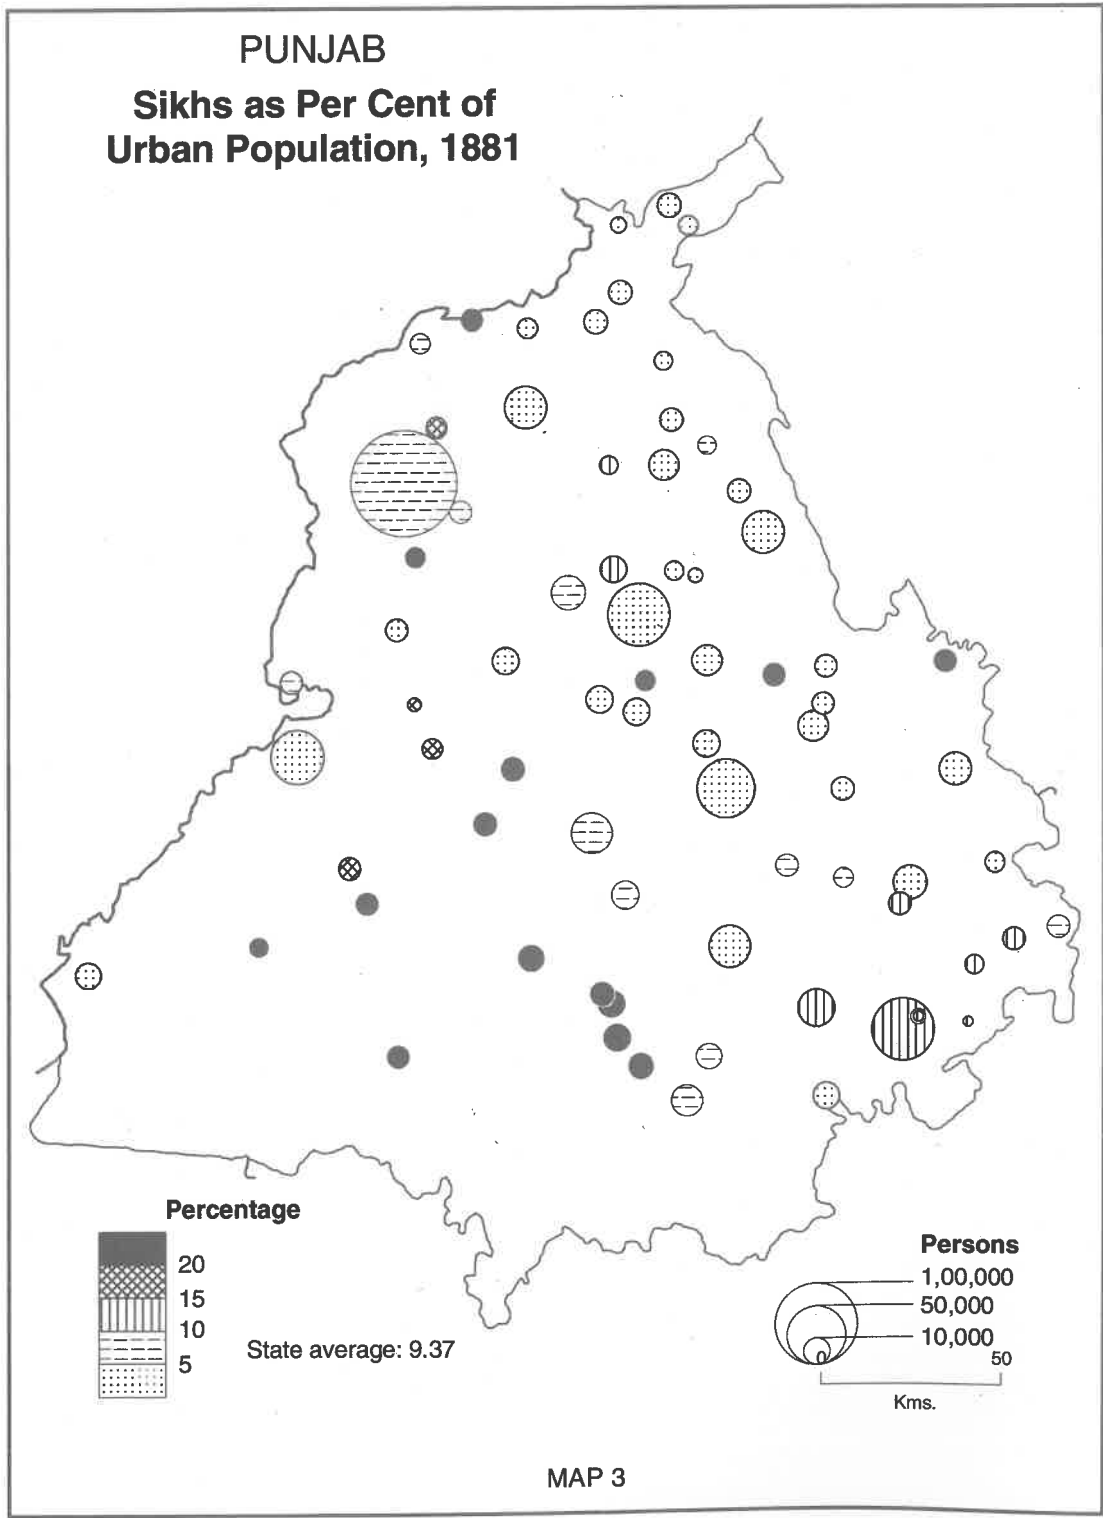 PUNJAB
Sikhs as Per Cent of
Urban Population, 1881
Percentage
20
15
10
5
State average: 9.37
Persons
1,00,000
50,000
10,000
0
50
Kms.
MAP 3